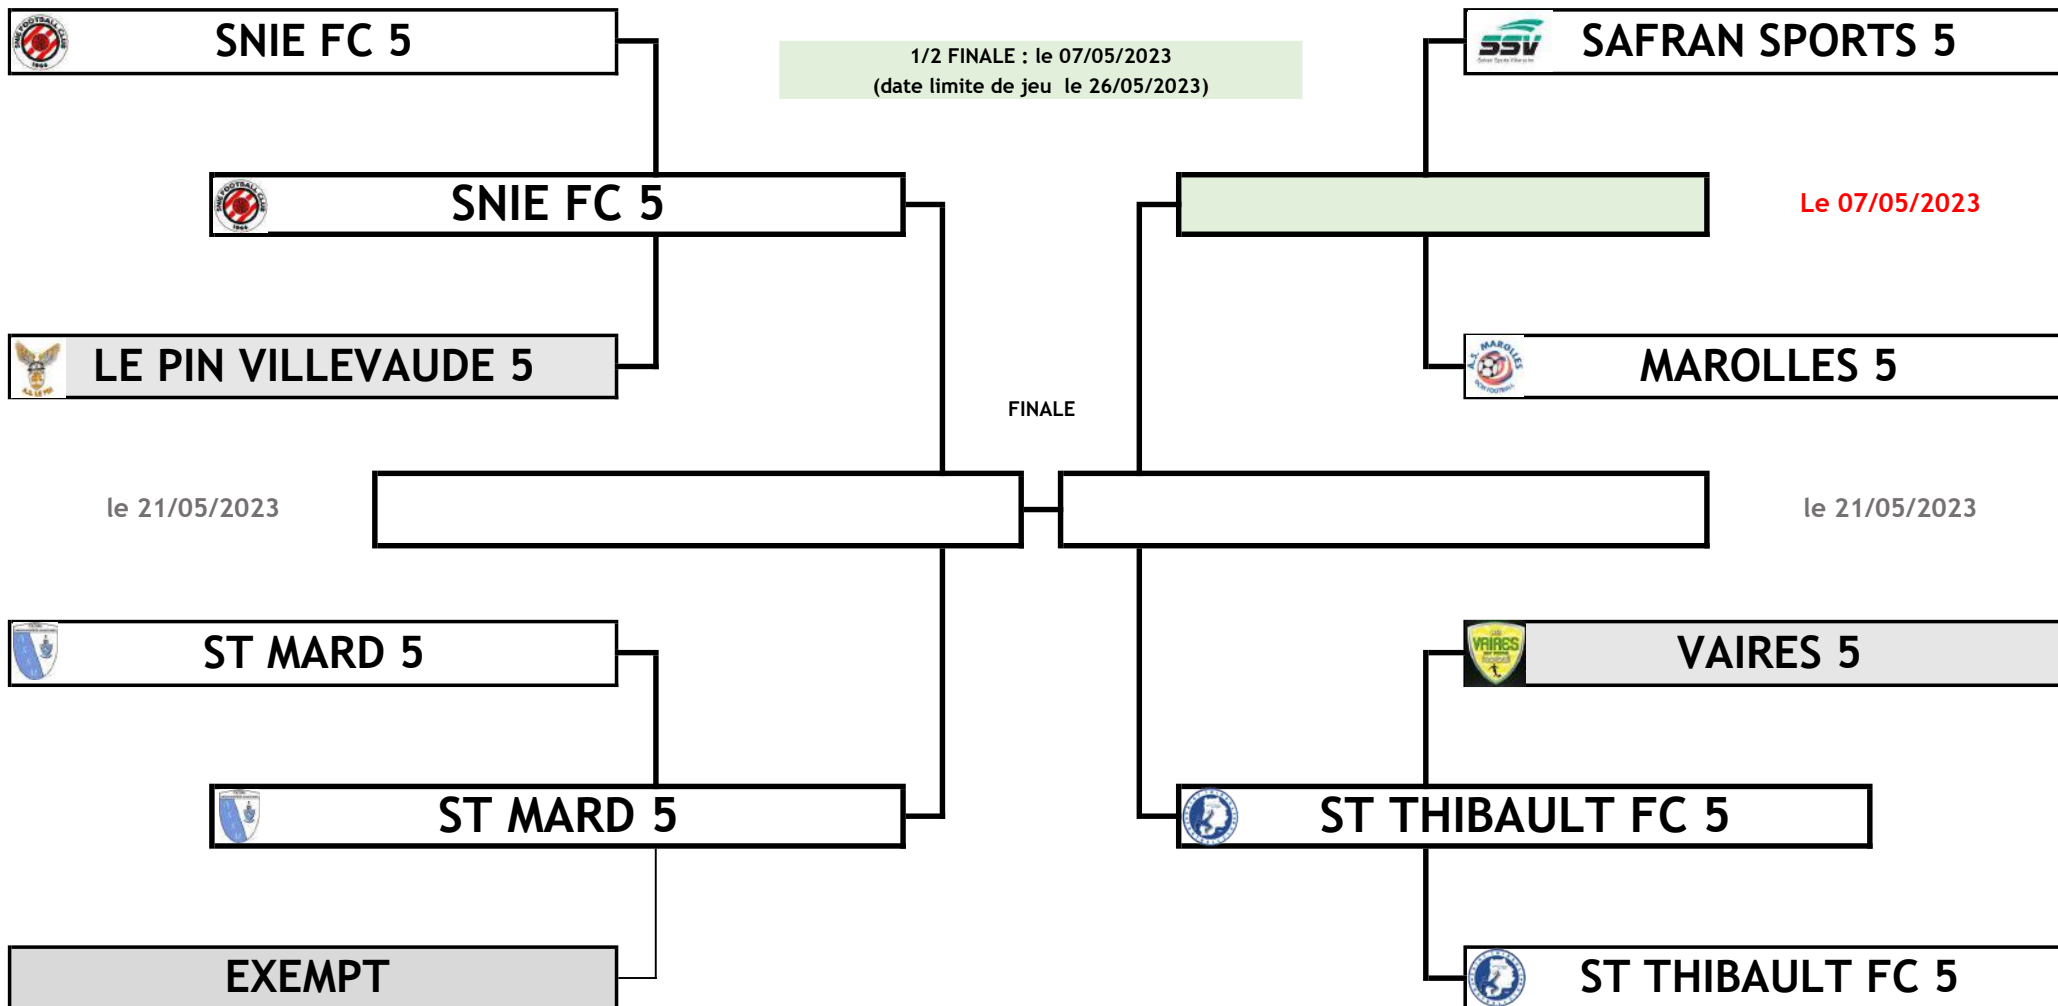 SNIE FC 5
1/2 FINALE : le 07/05/2023
(date limite de jeu le 26/05/2023)
SSV
SAFRAN SPORTS 5
SNIE FC 5
Le 07/05/2023
LE PIN VILLEVAUDE 5
A.S. MAROLLES
MAROLLES 5
FINALE
le 21/05/2023
le 21/05/2023
ST MARD 5
VAIRES
VAIRES 5
ST MARD 5
ST THIBAULT FC 5
EXEMPT
ST THIBAULT FC 5